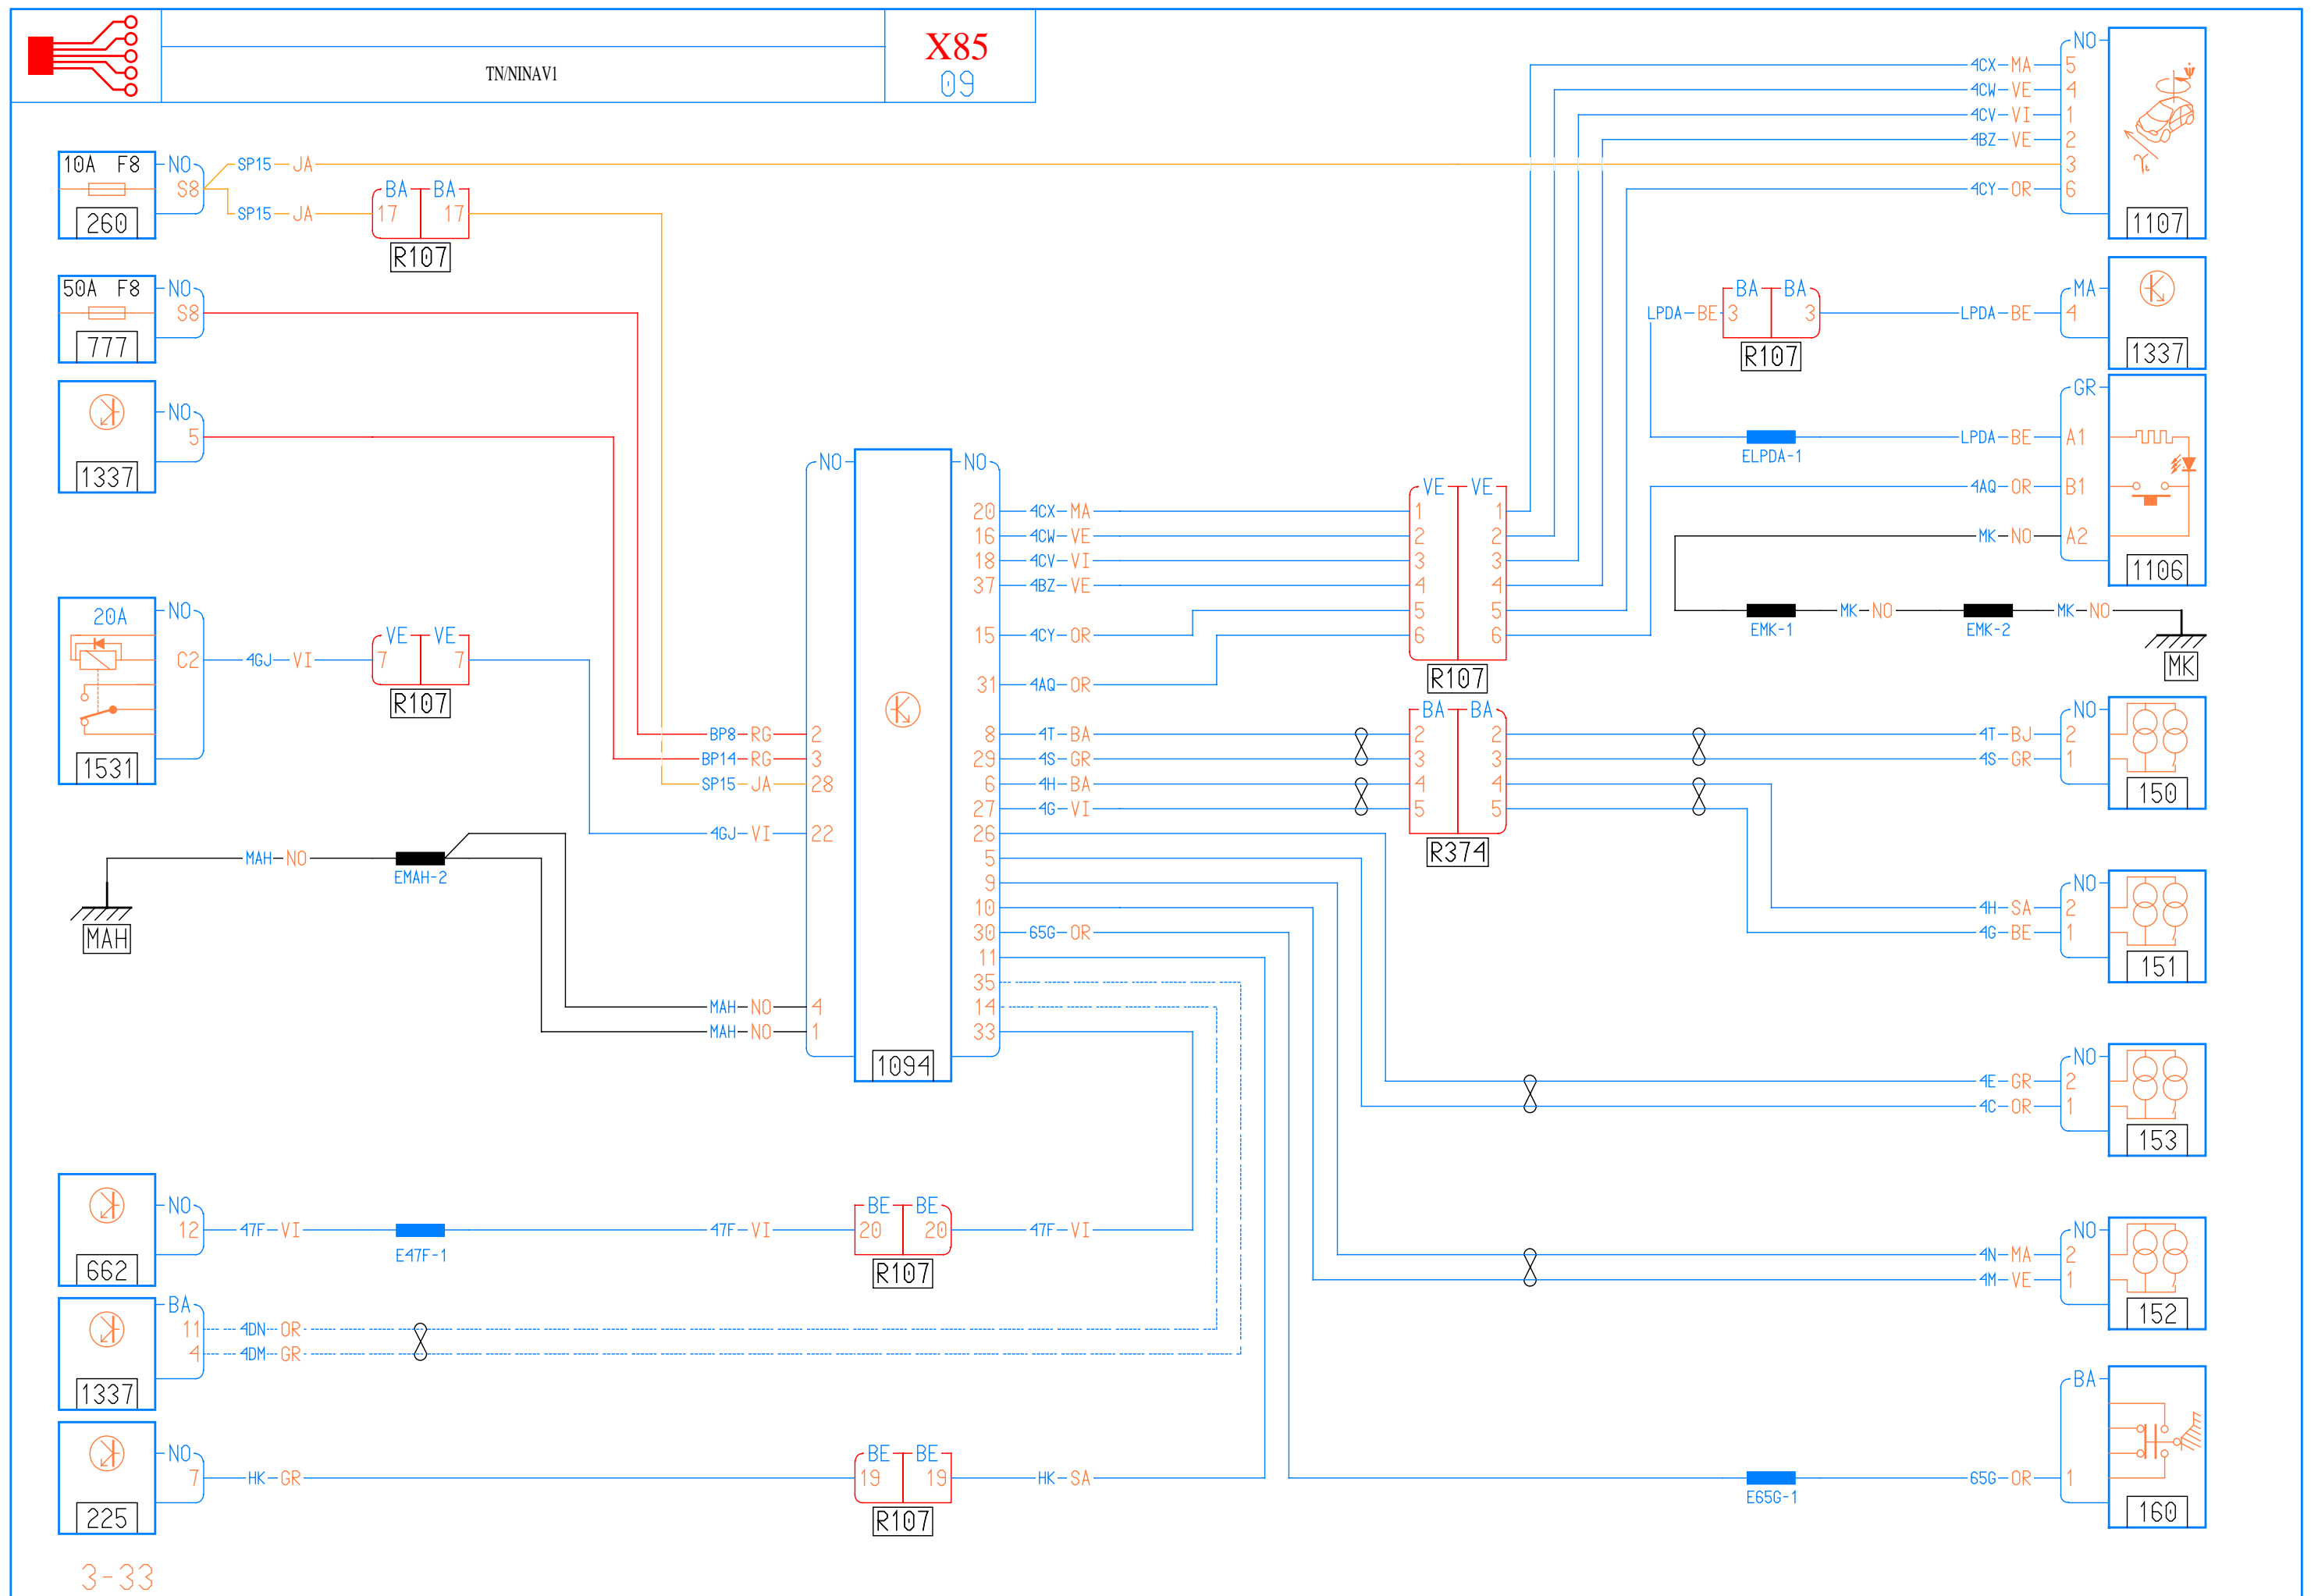 TN/NINAV1
X85
09
10A F8
NO
S8
260
SP15 JA
SP15 JA
BA BA
17 17
R107
50A F8
NO
S8
777
NO
5
1337
20A
NO
C2
1531
4GJ VI
VE VE
7 7
R107
MAH NO
EMAH-2
MAH
NO NO
BP8 RG 2
BP14 RG 3
SP15 JA 28
4GJ VI 22
MAH NO 4
MAH NO 1
1094
20 4CX MA
16 4CW VE
18 4CV VI
37 4BZ VE
15 4CY OR
31 4AQ OR
8 4T BA
29 4S GR
6 4H BA
27 4G VI
26
5
9
10
30 65G OR
11
35
14
33
VE VE
1 1
2 2
3 3
4 4
5 5
6 6
R107
BA BA
2 2
3 3
4 4
5 5
R374
NO
4CX MA 5
4CW VE 4
4CV VI 1
4BZ VE 2
3
4CY OR 6
1107
BA BA
LPDA BE 3 3
R107
MA
LPDA BE 4
1337
GR
ELPDA-1
LPDA BE A1
4AQ OR B1
MK NO A2
1106
EMK-1
MK NO
EMK-2
MK NO
MK
NO
4T BJ 2
4S GR 1
150
NO
4H SA 2
4G BE 1
151
NO
4E GR 2
4C OR 1
153
NO
4N MA 2
4M VE 1
152
BA
E65G-1
65G OR 1
160
NO
12 47F VI
E47F-1
47F VI
BE BE
20 20
47F VI
R107
662
BA
11 4DN OR
4 4DM GR
1337
NO
7 HK GR
BE BE
19 19
HK SA
R107
225
3-33